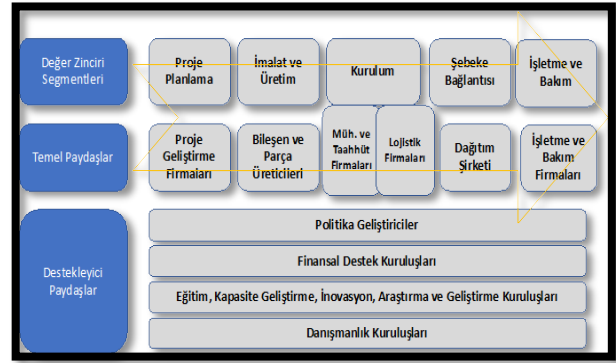 Değer Zinciri
Segmentleri
Proje
Planlama
İmalat ve
Üretim
Kurulum
Şebeke
Bağlantısı
İşletme ve
Bakım
Temel Paydaşlar
Proje
Geliştirme
Firmaları
Bileşen ve
Parça
Üreticileri
Müh. ve
Taahhüt
Firmaları
Lojistik
Firmaları
Dağıtım
Şirketi
İşletme ve
Bakım
Firmaları
Destekleyici
Paydaşlar
Politika Geliştiriciler
Finansal Destek Kuruluşları
Eğitim, Kapasite Geliştirme, İnovasyon, Araştırma ve Geliştirme Kuruluşları
Danışmanlık Kuruluşları